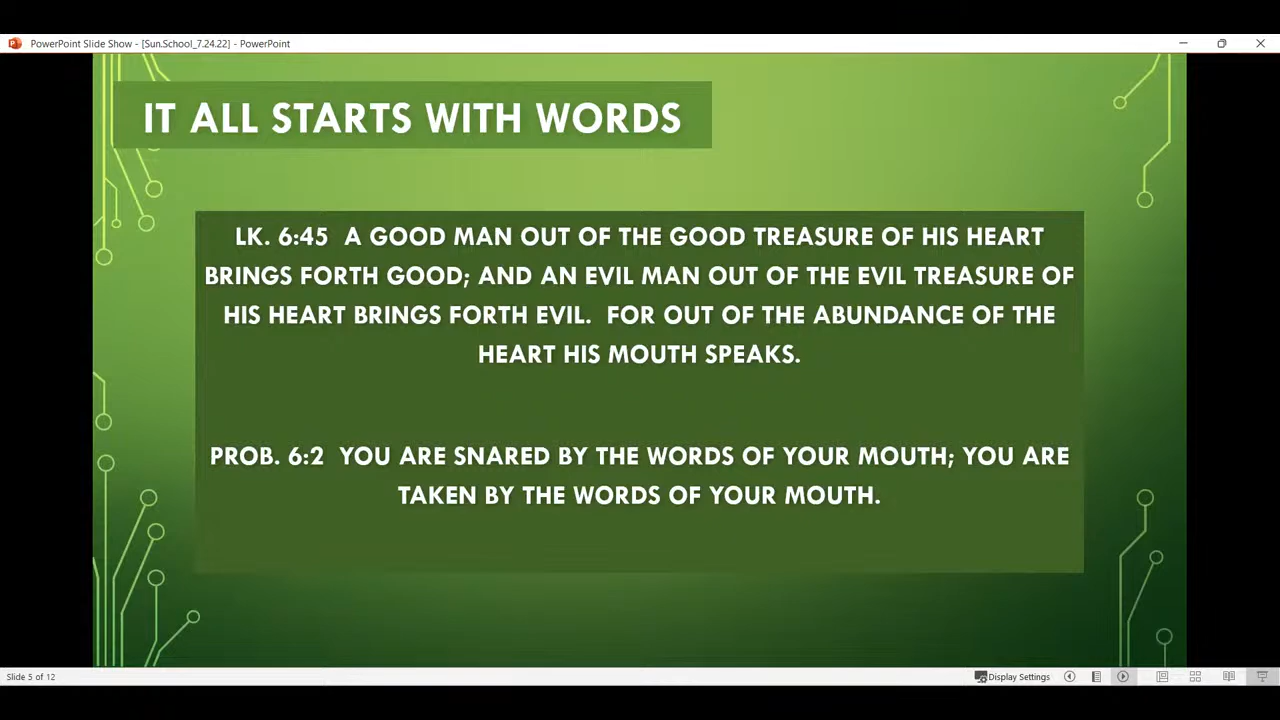 PowerPoint Slide Show - [Sun.School_7.24.22] - PowerPoint
IT ALL STARTS WITH WORDS
LK. 6:45 A GOOD MAN OUT OF THE GOOD TREASURE OF HIS HEART
BRINGS FORTH GOOD; AND AN EVIL MAN OUT OF THE EVIL TREASURE OF
HIS HEART BRINGS FORTH EVIL. FOR OUT OF THE ABUNDANCE OF THE
HEART HIS MOUTH SPEAKS.
PROB. 6:2 YOU ARE SNARED BY THE WORDS OF YOUR MOUTH; YOU ARE
TAKEN BY THE WORDS OF YOUR MOUTH.
Slide 5 of 12 Display Settings